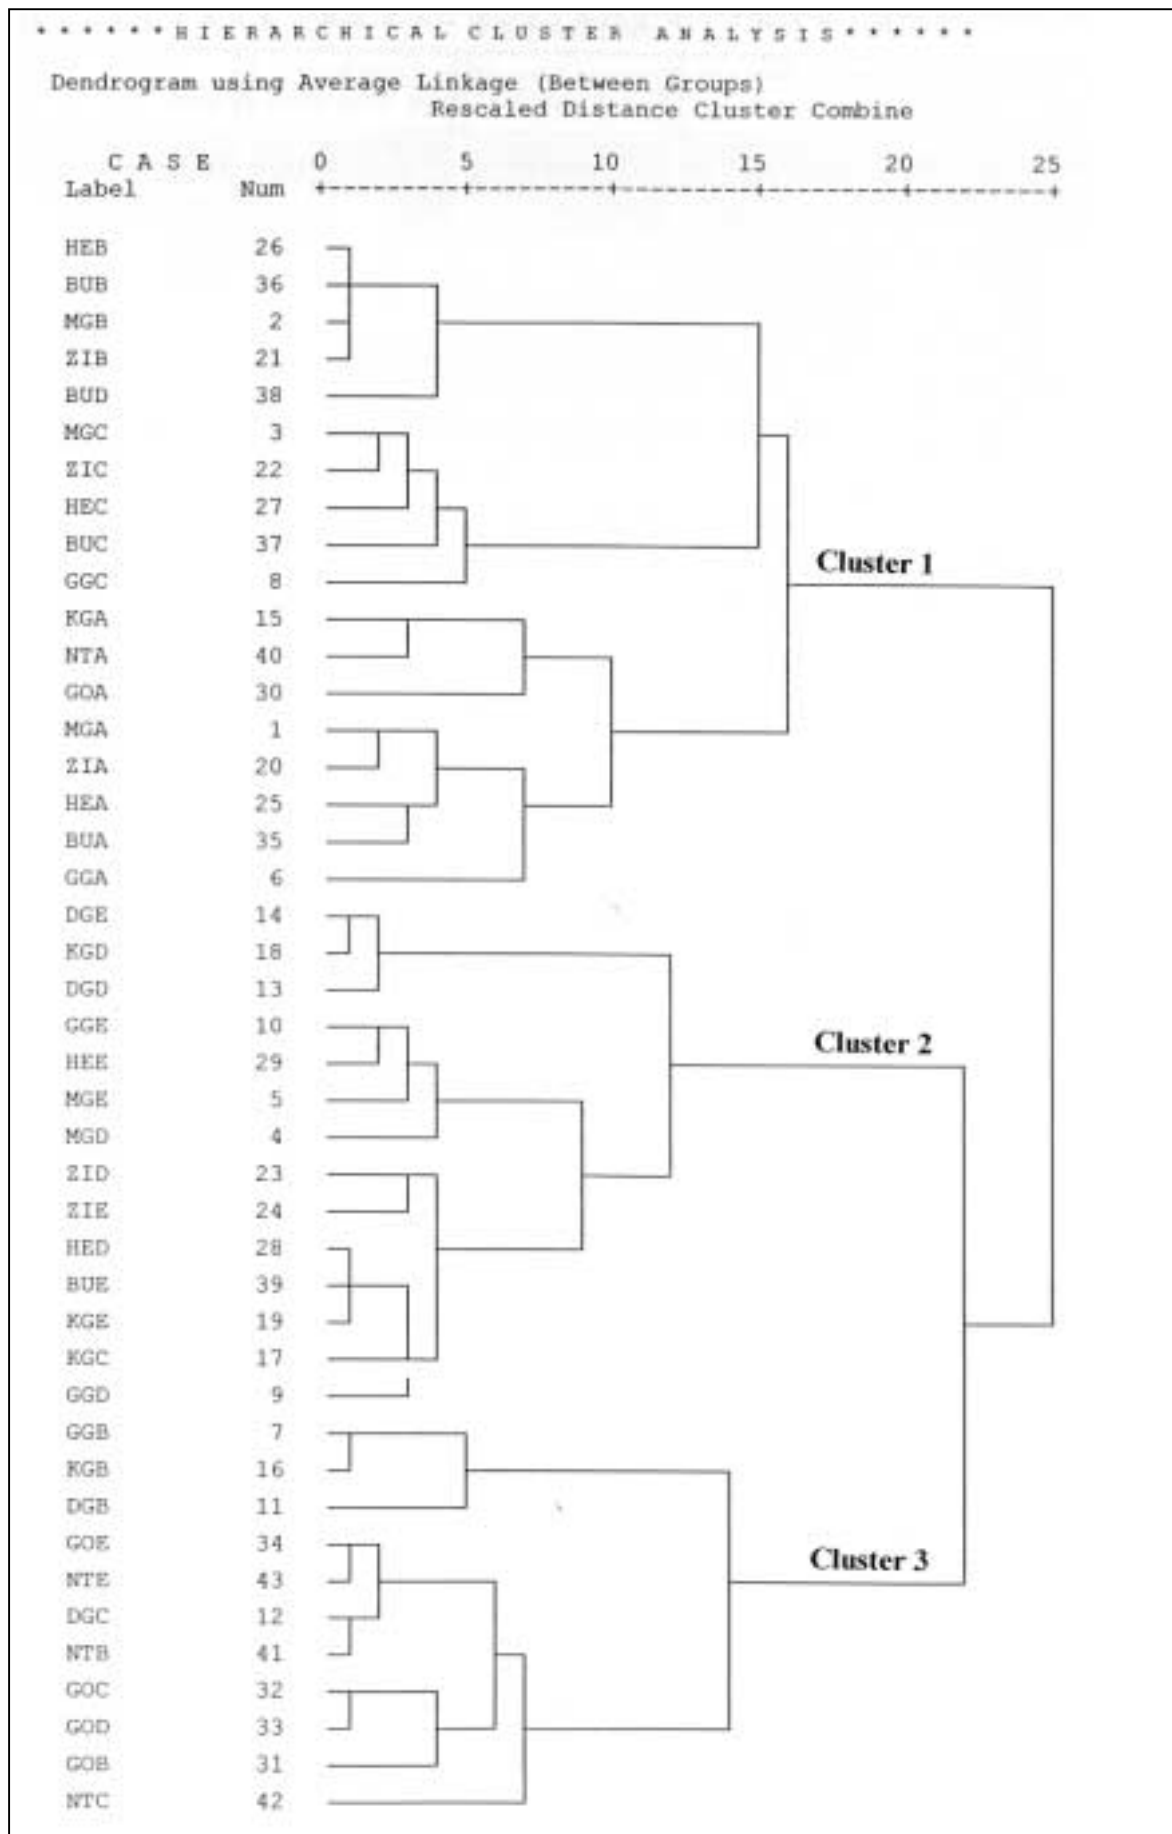 * * * * * * H I E R A R C H I C A L   C L U S T E R   A N A L Y S I S * * * * * *
Dendrogram using Average Linkage (Between Groups)
Rescaled Distance Cluster Combine
C A S E 0 5 10 15 20 25
Label Num +---------+---------+---------+---------+---------+
HEB 26
BUB 36
MGB 2
ZIB 21
BUD 38
MGC 3
ZIC 22
HEC 27
BUC 37
Cluster 1
GGC 8
KGA 15
NTA 40
GOA 30
MGA 1
ZIA 20
HEA 25
BUA 35
GGA 6
DGE 14
KGD 18
DGD 13
GGE 10
Cluster 2
HEE 29
MGE 5
MGD 4
ZID 23
ZIE 24
HED 28
BUE 39
KGE 19
KGC 17
GGD 9
GGB 7
KGB 16
DGB 11
GOE 34
Cluster 3
NTE 43
DGC 12
NTB 41
GOC 32
GOD 33
GOB 31
NTC 42